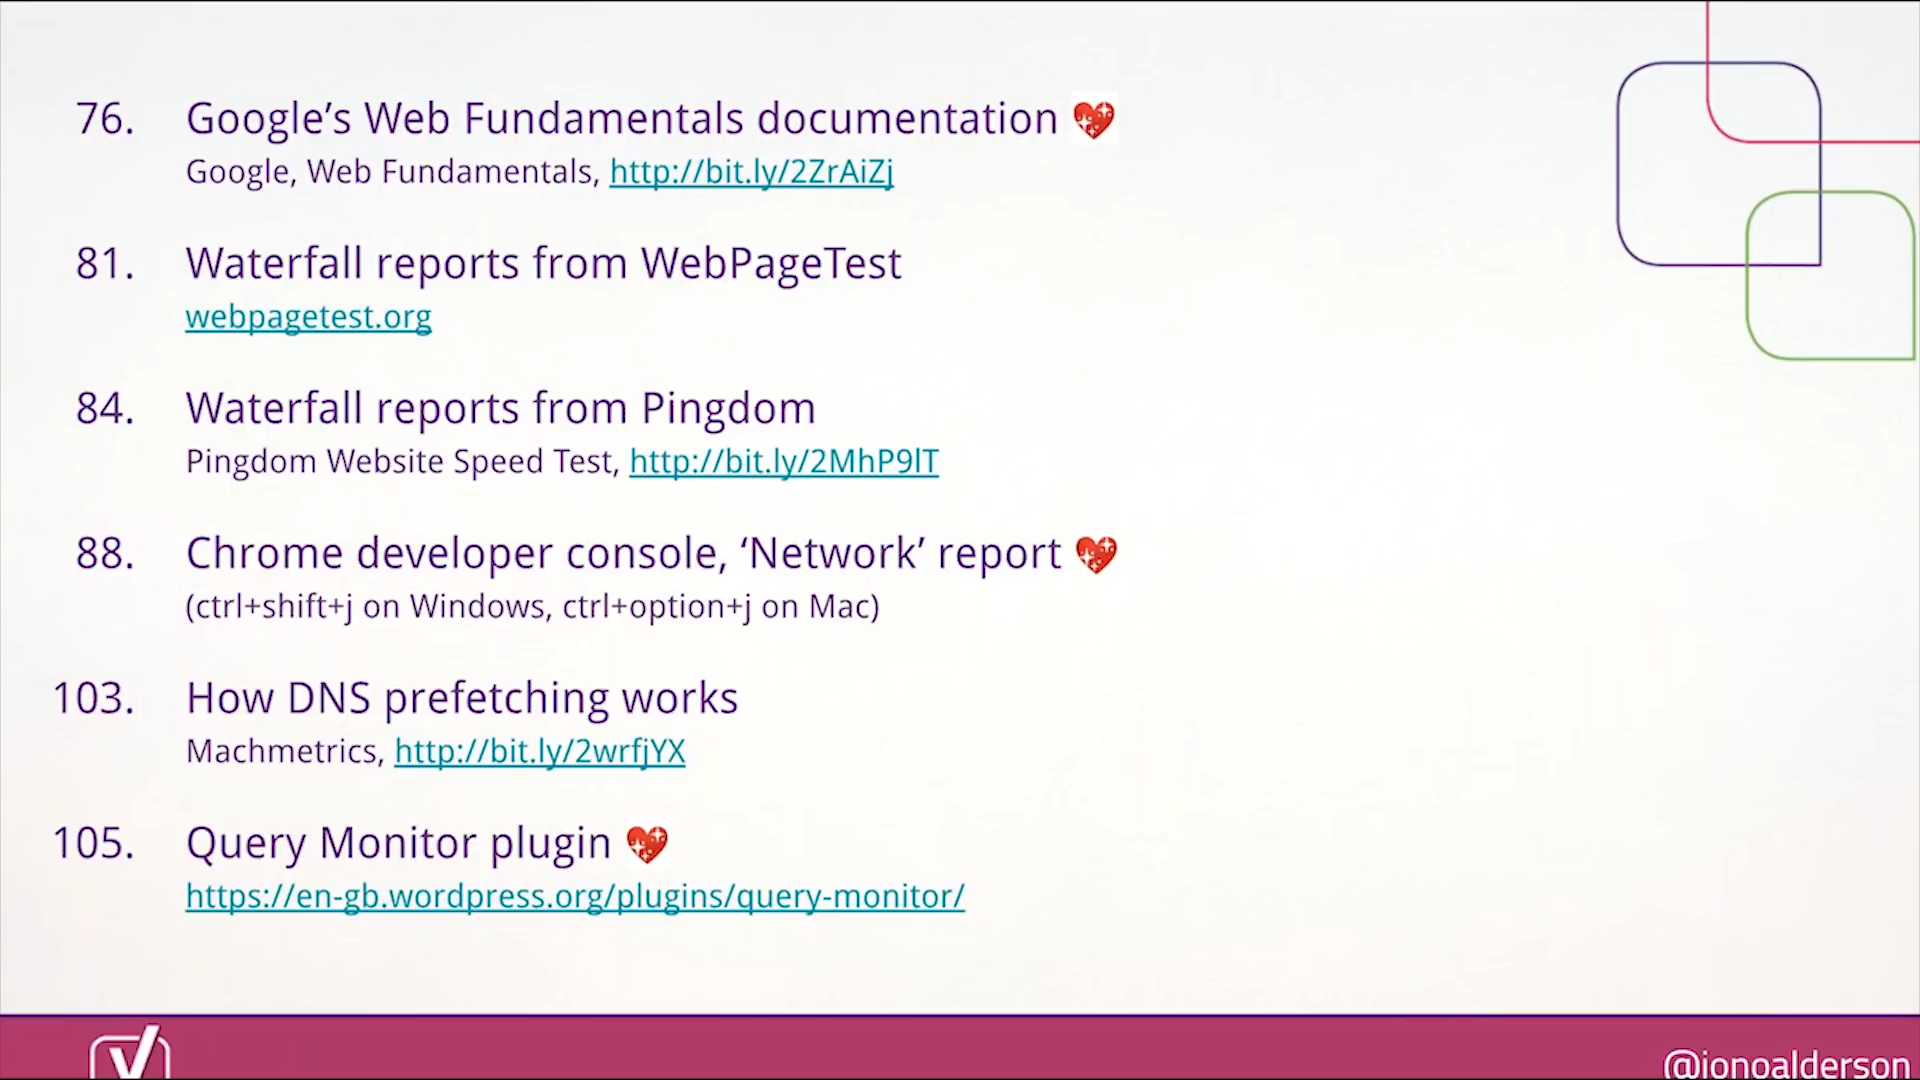 76. Google’s Web Fundamentals documentation
Google, Web Fundamentals, http://bit.ly/2ZrAiZj
81. Waterfall reports from WebPageTest
webpagetest.org
84. Waterfall reports from Pingdom
Pingdom Website Speed Test, http://bit.ly/2MhP9lT
88. Chrome developer console, ‘Network’ report
(ctrl+shift+j on Windows, ctrl+option+j on Mac)
103. How DNS prefetching works
Machmetrics, http://bit.ly/2wrfjYX
105. Query Monitor plugin
https://en-gb.wordpress.org/plugins/query-monitor/
@jonoalderson